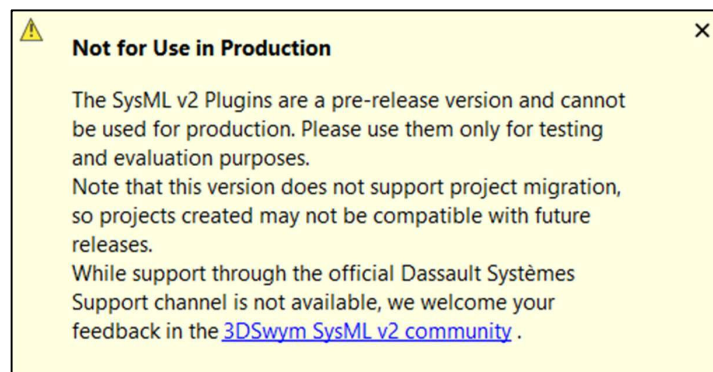 Not for Use in Production
The SysML v2 Plugins are a pre-release version and cannot
be used for production. Please use them only for testing
and evaluation purposes.
Note that this version does not support project migration,
so projects created may not be compatible with future
releases.
While support through the official Dassault Systèmes
Support channel is not available, we welcome your
feedback in the 3DSwym SysML v2 community .